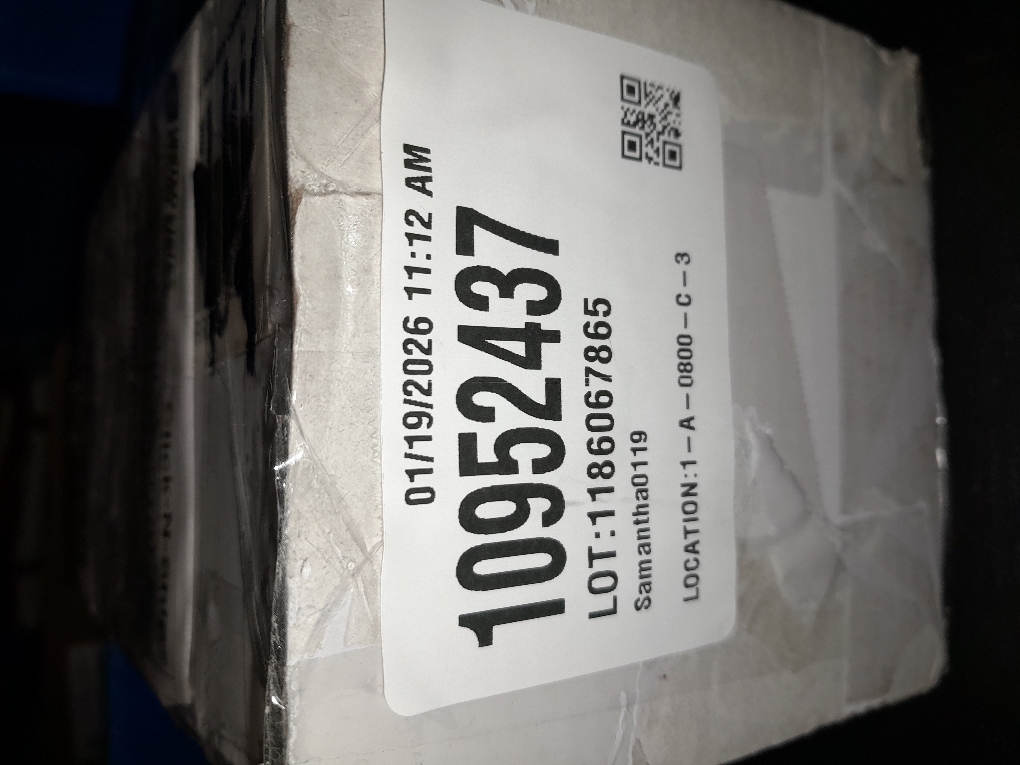 01/19/2026 11:12 AM
10952437
LOT:1186067865
Samantha0119
LOCATION:1-A-0800-C-3